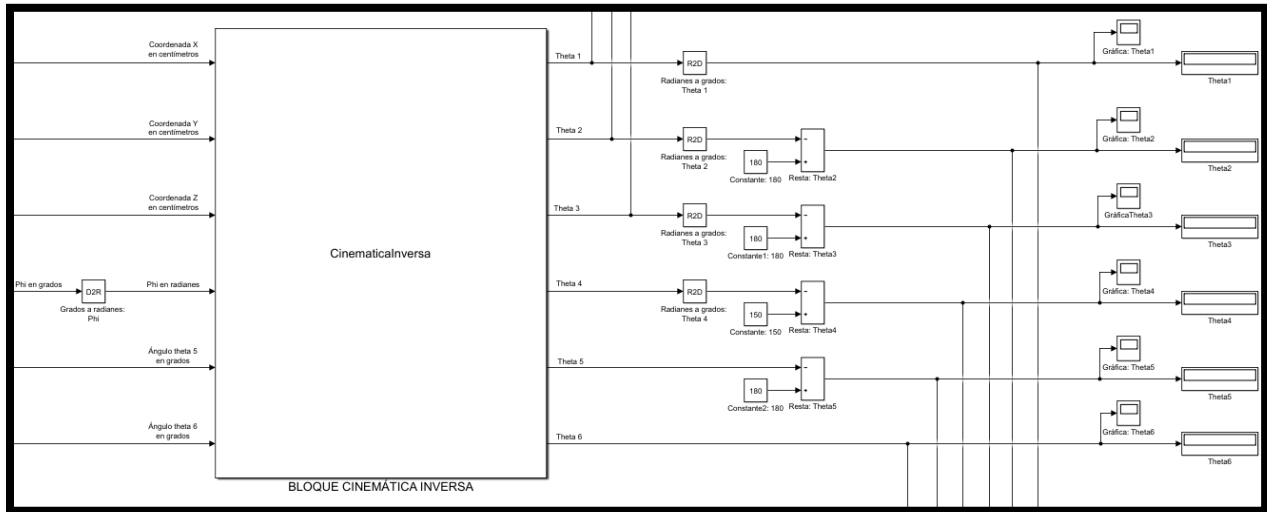 Coordenada X
en centímetros
Theta 1
R2D
Radianes a grados:
Theta 1
Gráfica: Theta1
Theta1
Coordenada Y
en centímetros
Theta 2
R2D
Radianes a grados:
Theta 2
-
+
180
Constante: 180
Resta: Theta2
Gráfica: Theta2
Theta2
Coordenada Z
en centímetros
Theta 3
R2D
Radianes a grados:
Theta 3
-
+
180
Constante1: 180
Resta: Theta3
GráficaTheta3
Theta3
CinematicaInversa
Phi en grados
D2R
Grados a radianes:
Phi
Phi en radianes
Theta 4
R2D
Radianes a grados:
Theta 4
-
+
150
Constante: 150
Resta: Theta4
Gráfica: Theta4
Theta4
Ángulo theta 5
en grados
Theta 5
-
+
180
Constante2: 180
Resta: Theta5
Gráfica: Theta5
Theta5
Ángulo theta 6
en grados
Theta 6
Gráfica: Theta6
Theta6
BLOQUE CINEMÁTICA INVERSA